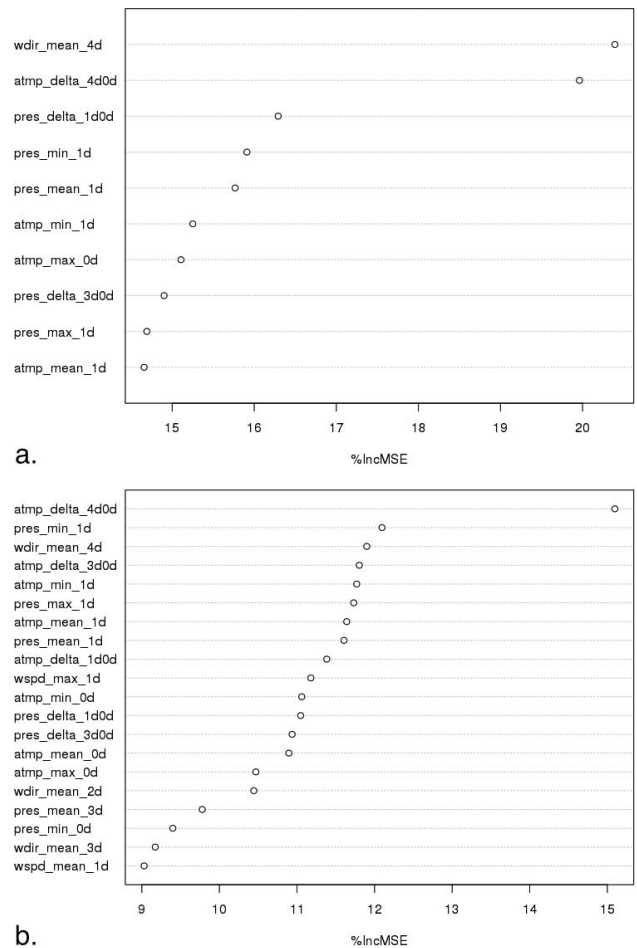 wdir_mean_4d
atmp_delta_4d0d
pres_delta_1d0d
pres_min_1d
pres_mean_1d
atmp_min_1d
atmp_max_0d
pres_delta_3d0d
pres_max_1d
atmp_mean_1d
15 16 17 18 19 20
%IncMSE
a.
atmp_delta_4d0d
pres_min_1d
wdir_mean_4d
atmp_delta_3d0d
atmp_min_1d
pres_max_1d
atmp_mean_1d
pres_mean_1d
atmp_delta_1d0d
wspd_max_1d
atmp_min_0d
pres_delta_1d0d
pres_delta_3d0d
atmp_mean_0d
atmp_max_0d
wdir_mean_2d
pres_mean_3d
pres_min_0d
wdir_mean_3d
wspd_mean_1d
9 10 11 12 13 14 15
%IncMSE
b.